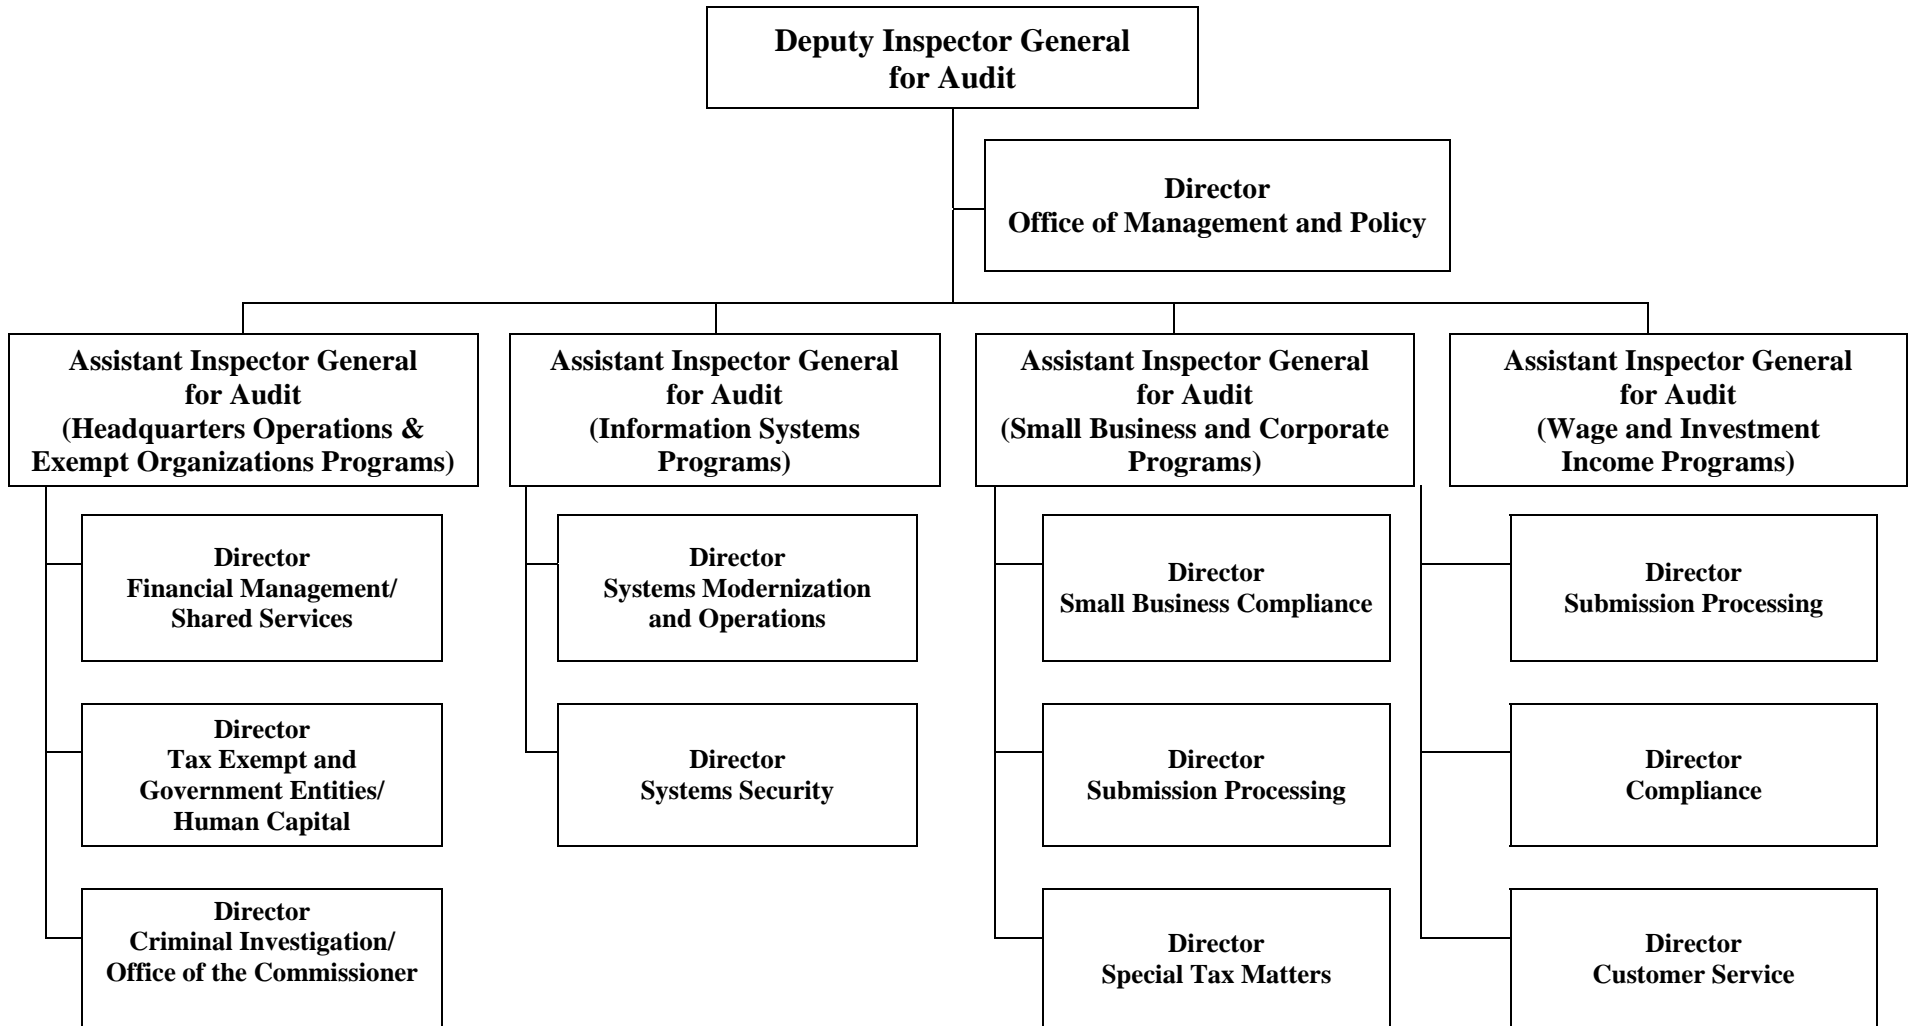 Deputy Inspector General
for Audit
Director
Office of Management and Policy
Assistant Inspector General
for Audit
(Headquarters Operations &
Exempt Organizations Programs)
Assistant Inspector General
for Audit
(Information Systems
Programs)
Assistant Inspector General
for Audit
(Small Business and Corporate
Programs)
Assistant Inspector General
for Audit
(Wage and Investment
Income Programs)
Director
Financial Management/
Shared Services
Director
Systems Modernization
and Operations
Director
Small Business Compliance
Director
Submission Processing
Director
Tax Exempt and
Government Entities/
Human Capital
Director
Systems Security
Director
Submission Processing
Director
Compliance
Director
Criminal Investigation/
Office of the Commissioner
Director
Special Tax Matters
Director
Customer Service